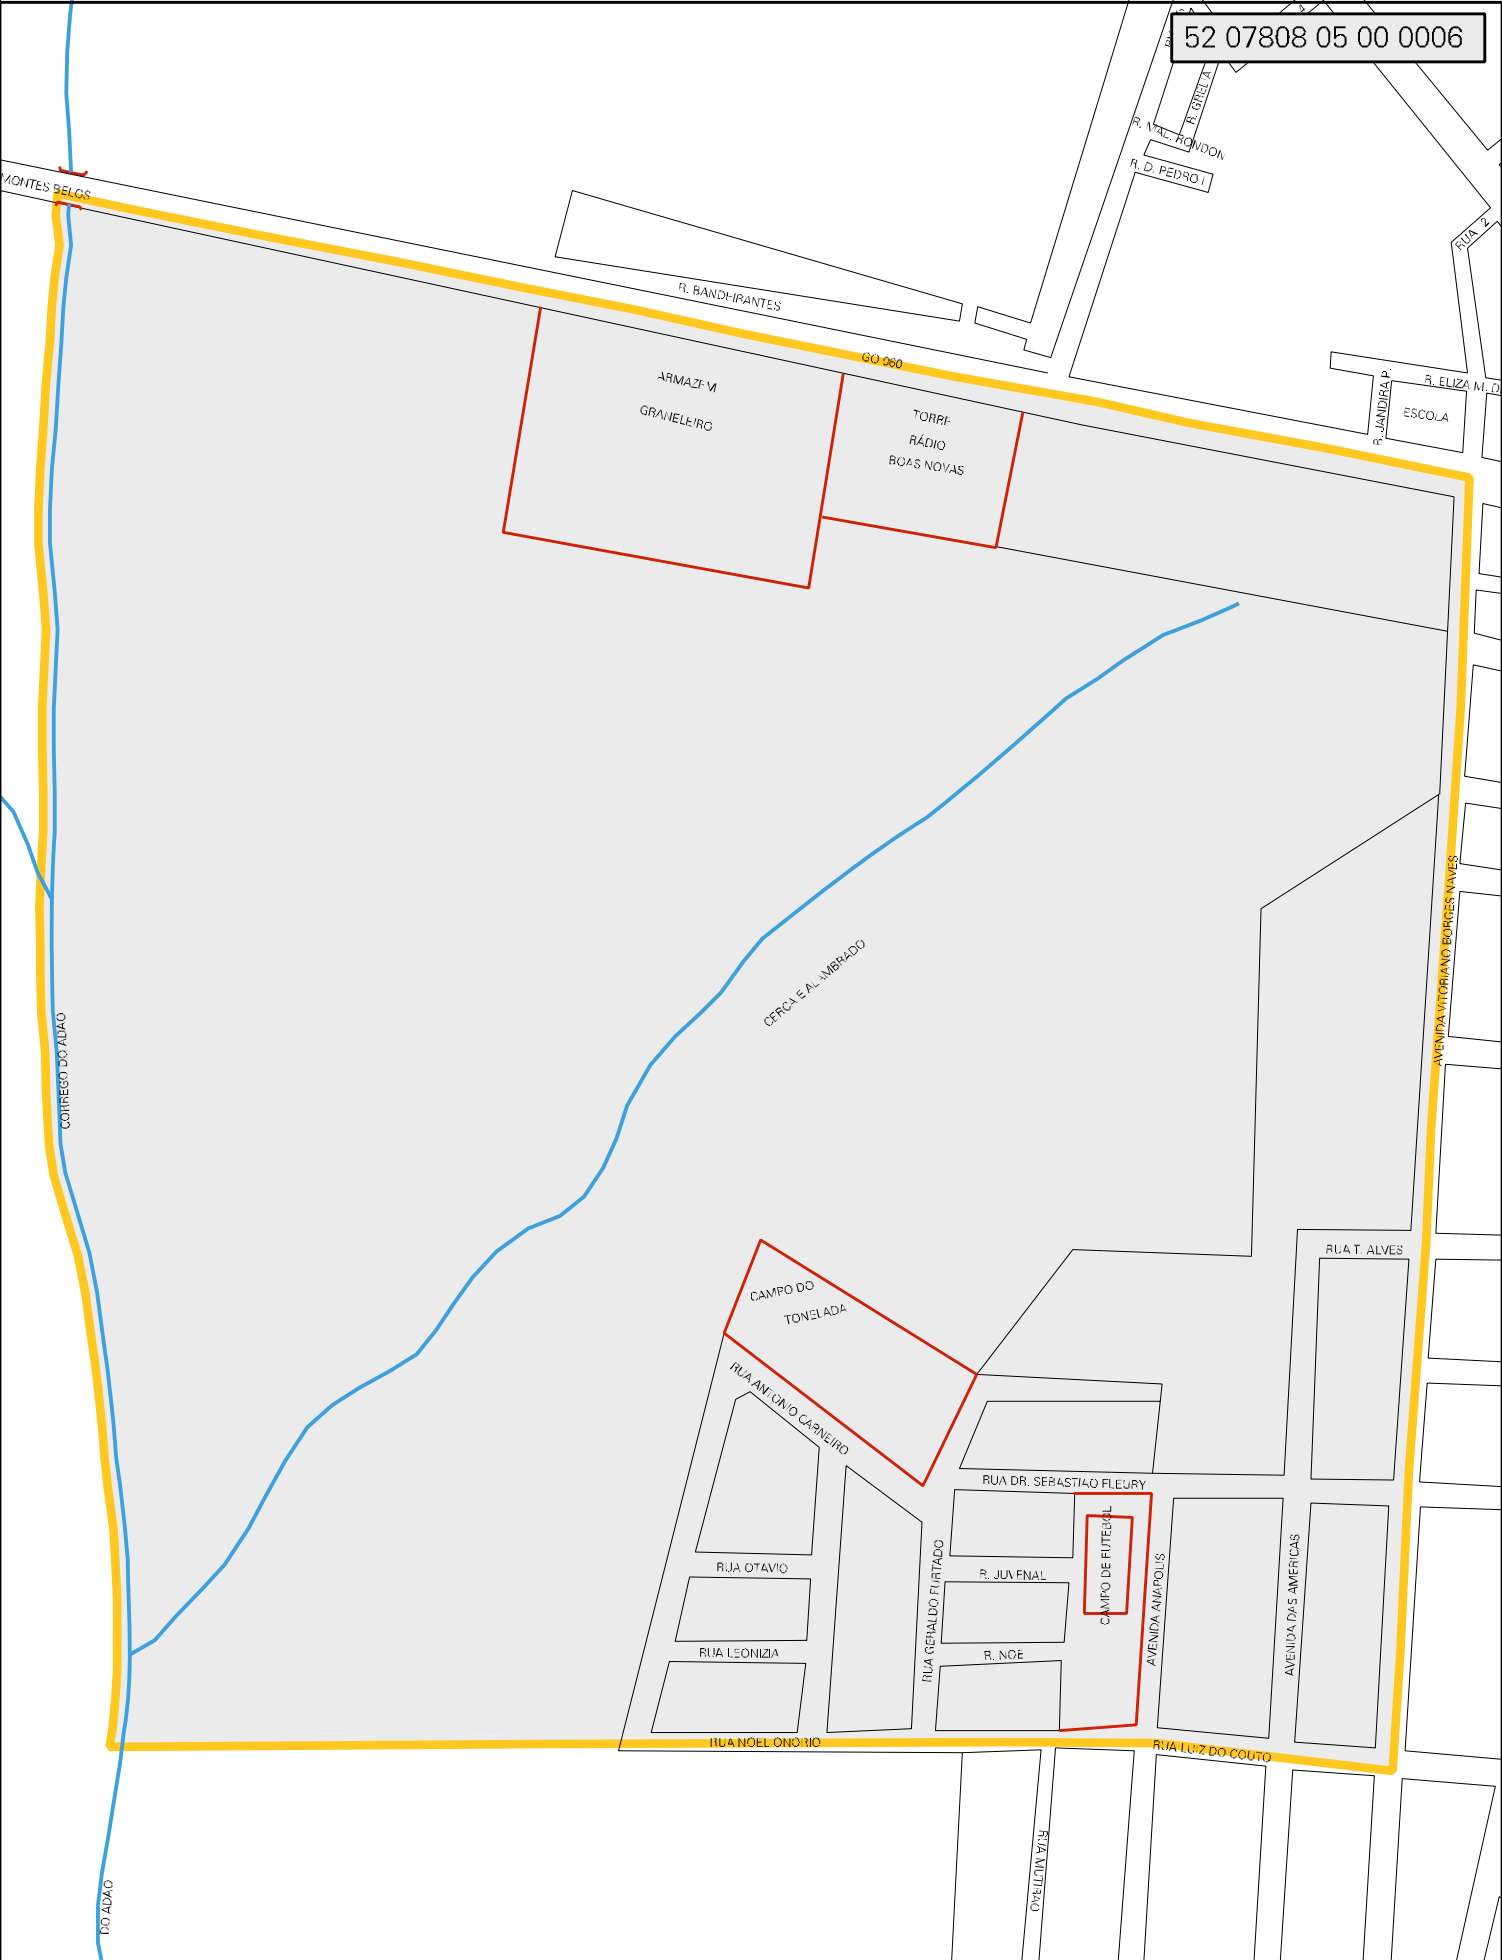 52 07808 05 00 0006
R. GRELIA
R. MAL. RONDON
R. D. PEDRO I
MONTES BELOS
RUA 2
R. BANDEIRANTES
GO 060
R. ELIZA M. D
R. JANDIRA P.
ESCOLA
ARMAZEM
GRANELEIRO
TORRE
RÁDIO
BOAS NOVAS
AVENIDA VITORIANO BORGES NAVES
CERCA E ALAMBRADO
CORREGO DO ADAO
RUA T. ALVES
CAMPO DO
TONELADA
RUA ANTONIO CARNEIRO
RUA DR. SEBASTIAO FLEURY
CAMPO DE FUTEBOL
RUA OTAVIO
R. JUVENAL
RUA GERALDO FURTADO
AVENIDA ANAPOLIS
AVENIDA DAS AMERICAS
RUA LEONIZIA
R. NOE
RUA NOEL ONORIO
RUA LUIZ DO COUTO
RUA MUTIRAO
DO ADAO